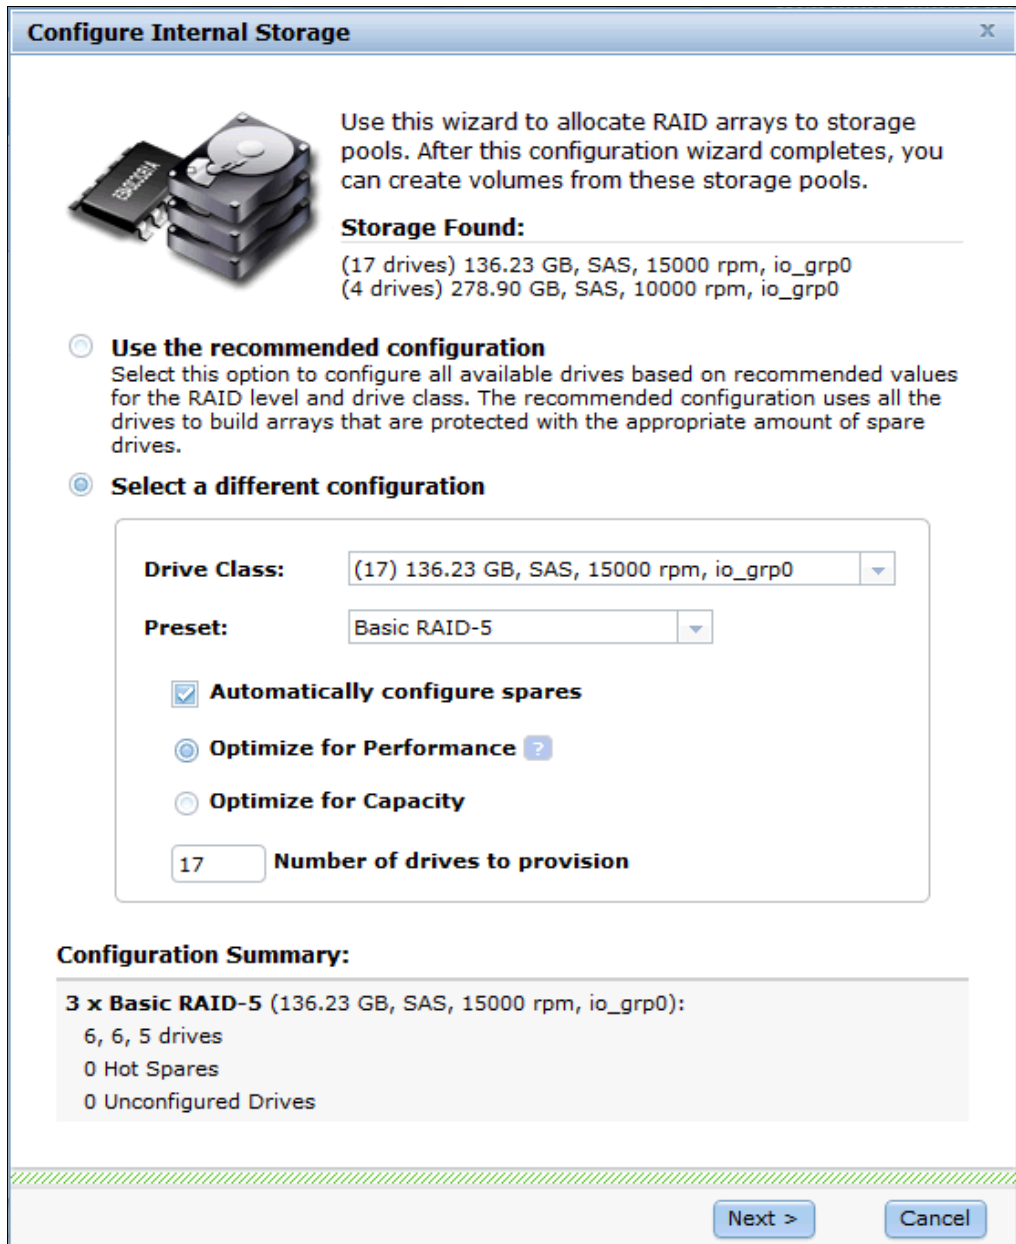 Configure Internal Storage
x
Use this wizard to allocate RAID arrays to storage
pools. After this configuration wizard completes, you
can create volumes from these storage pools.
Storage Found:
(17 drives) 136.23 GB, SAS, 15000 rpm, io_grp0
(4 drives) 278.90 GB, SAS, 10000 rpm, io_grp0
Use the recommended configuration
Select this option to configure all available drives based on recommended values
for the RAID level and drive class. The recommended configuration uses all the
drives to build arrays that are protected with the appropriate amount of spare
drives.
Select a different configuration
Drive Class: (17) 136.23 GB, SAS, 15000 rpm, io_grp0
Preset: Basic RAID-5
Automatically configure spares
Optimize for Performance ?
Optimize for Capacity
17 Number of drives to provision
Configuration Summary:
3 x Basic RAID-5 (136.23 GB, SAS, 15000 rpm, io_grp0):
6, 6, 5 drives
0 Hot Spares
0 Unconfigured Drives
Next > Cancel